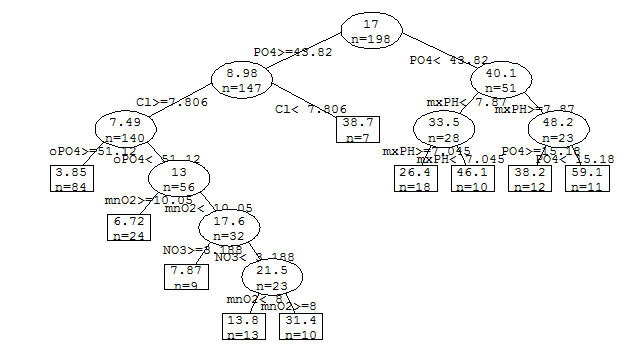 17
n=198
PO4>=43.82
PO4< 43.82
8.98
n=147
40.1
n=51
Cl>=7.806
Cl< 7.806
mxPH< 7.87
mxPH>=7.87
7.49
n=140
38.7
n=7
33.5
n=28
48.2
n=23
oPO4>=51.12
oPO4< 51.12
mxPH>=7.045
mxPH< 7.045
PO4>=15.18
PO4< 15.18
3.85
n=84
13
n=56
26.4
n=18
46.1
n=10
38.2
n=12
59.1
n=11
mnO2>=10.05
mnO2< 10.05
6.72
n=24
17.6
n=32
NO3>=3.188
NO3< 3.188
7.87
n=9
21.5
n=23
mnO2< 8
mnO2>=8
13.8
n=13
31.4
n=10